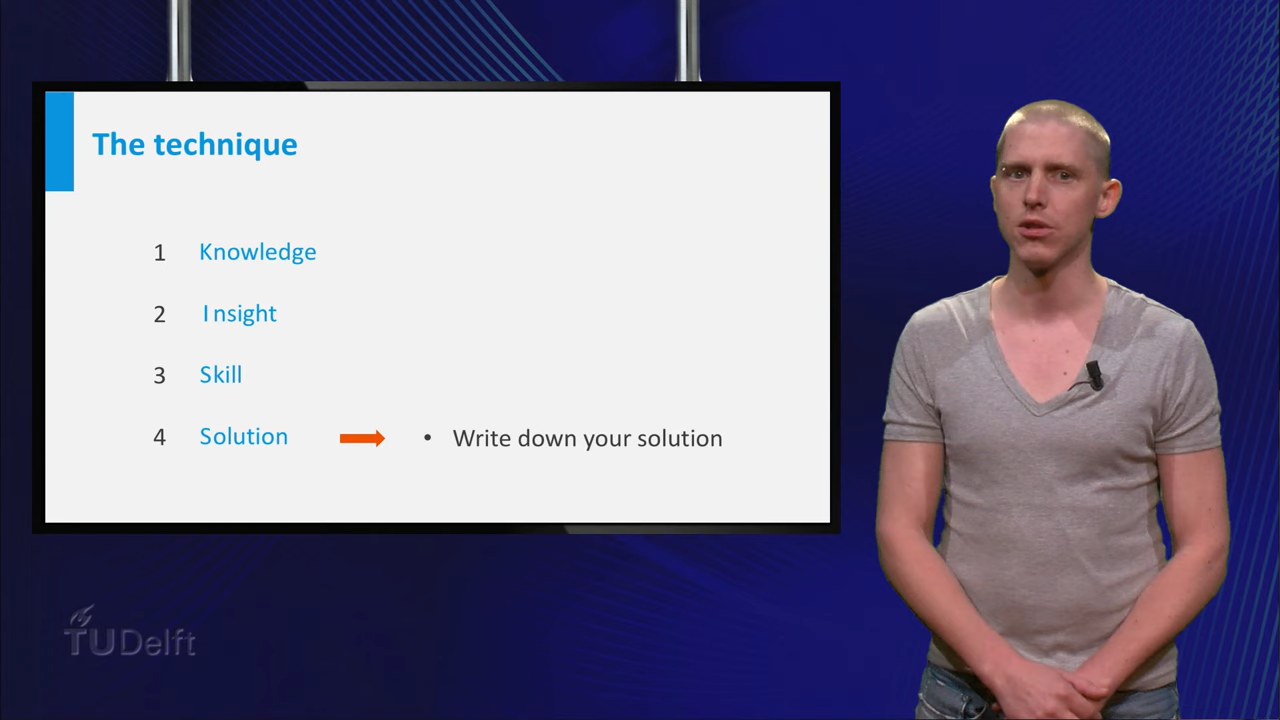 The technique
1 Knowledge
2 Insight
3 Skill
4 Solution • Write down your solution
TUDelft